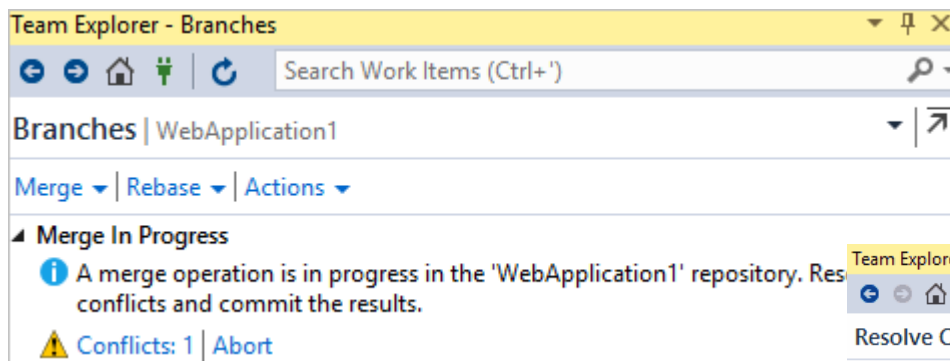 Team Explorer - Branches
Search Work Items (Ctrl+')
Branches | WebApplication1
Merge | Rebase | Actions
Merge In Progress
A merge operation is in progress in the 'WebApplication1' repository. Res
conflicts and commit the results.
Conflicts: 1 | Abort
Team Explor
Resolve C